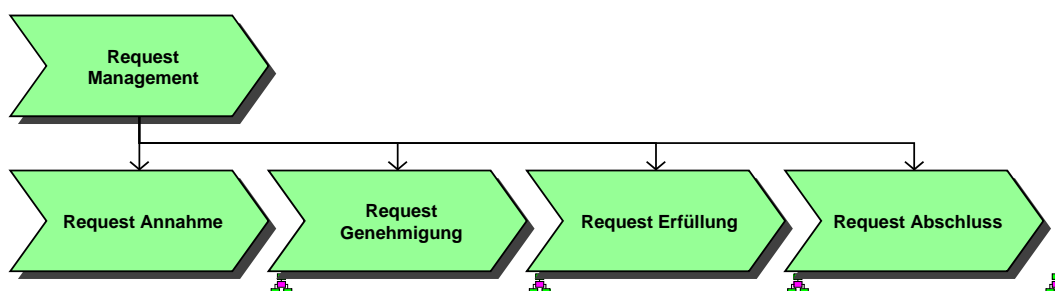 Request
Management
Request Annahme
Request
Genehmigung
Request Erfüllung
Request Abschluss